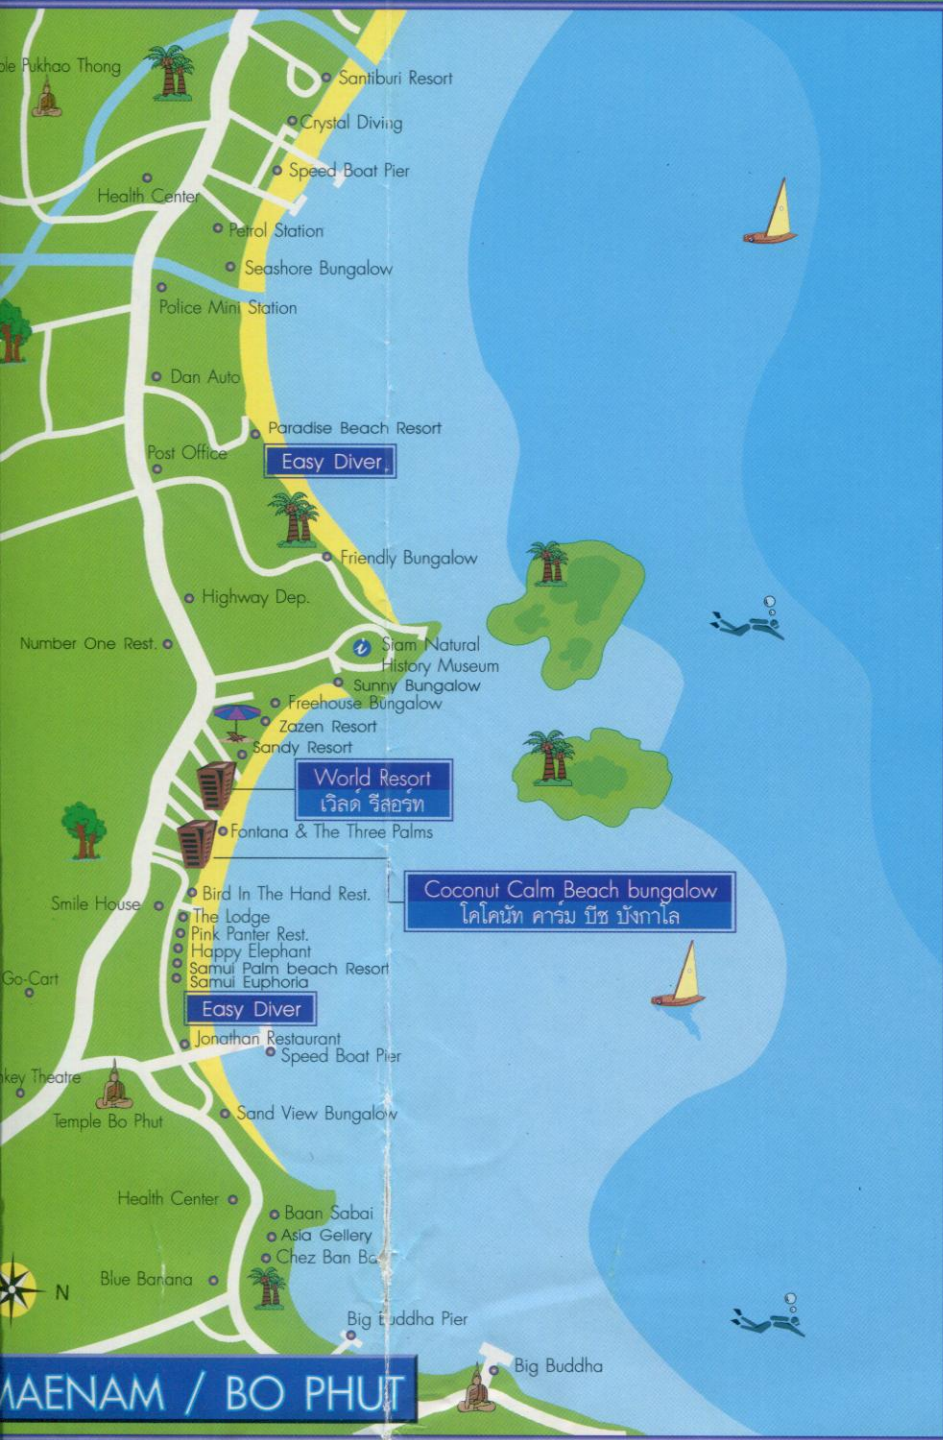 Pukhao Thong
Santiburi Resort
Crystal Diving
Speed Boat Pier
Health Center
Petrol Station
Seashore Bungalow
Police Mini Station
Dan Auto
Paradise Beach Resort
Post Office
Easy Diver
Friendly Bungalow
Highway Dep.
Number One Rest.
Siam Natural
History Museum
Sunny Bungalow
Freehouse Bungalow
Zazen Resort
Sandy Resort
World Resort
เวิลด์ รีสอร์ท
Fontana & The Three Palms
Coconut Calm Beach bungalow
โคโคนัท คาร์ม บีช บังกาโล
Bird In The Hand Rest.
Smile House
The Lodge
Pink Panter Rest.
Happy Elephant
Samui Palm beach Resort
Samui Euphoria
Go-Cart
Easy Diver
Jonathan Restaurant
Speed Boat Pier
Theatre
Temple Bo Phut
Sand View Bungalow
Health Center
Baan Sabai
Asia Gellery
Chez Ban Ba
Blue Banana
N
Big Buddha Pier
Big Buddha
MAENAM / BO PHUT